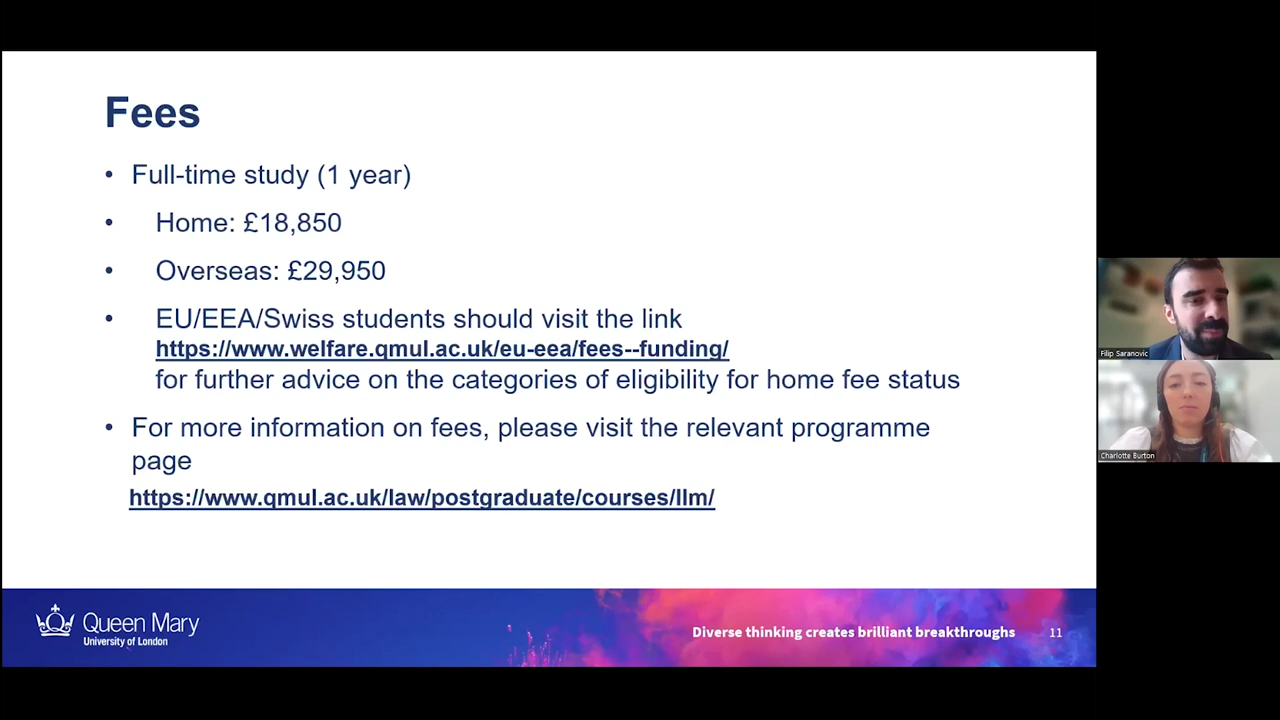 Fees
• Full-time study (1 year)
• Home: £18,850
• Overseas: £29,950
• EU/EEA/Swiss students should visit the link
https://www.welfare.qmul.ac.uk/eu-eea/fees--funding/
for further advice on the categories of eligibility for home fee status
• For more information on fees, please visit the relevant programme
page
https://www.qmul.ac.uk/law/postgraduate/courses/llm/
Filip Saranovic
Charlotte Burton
Queen Mary
University of London
Diverse thinking creates brilliant breakthroughs
11